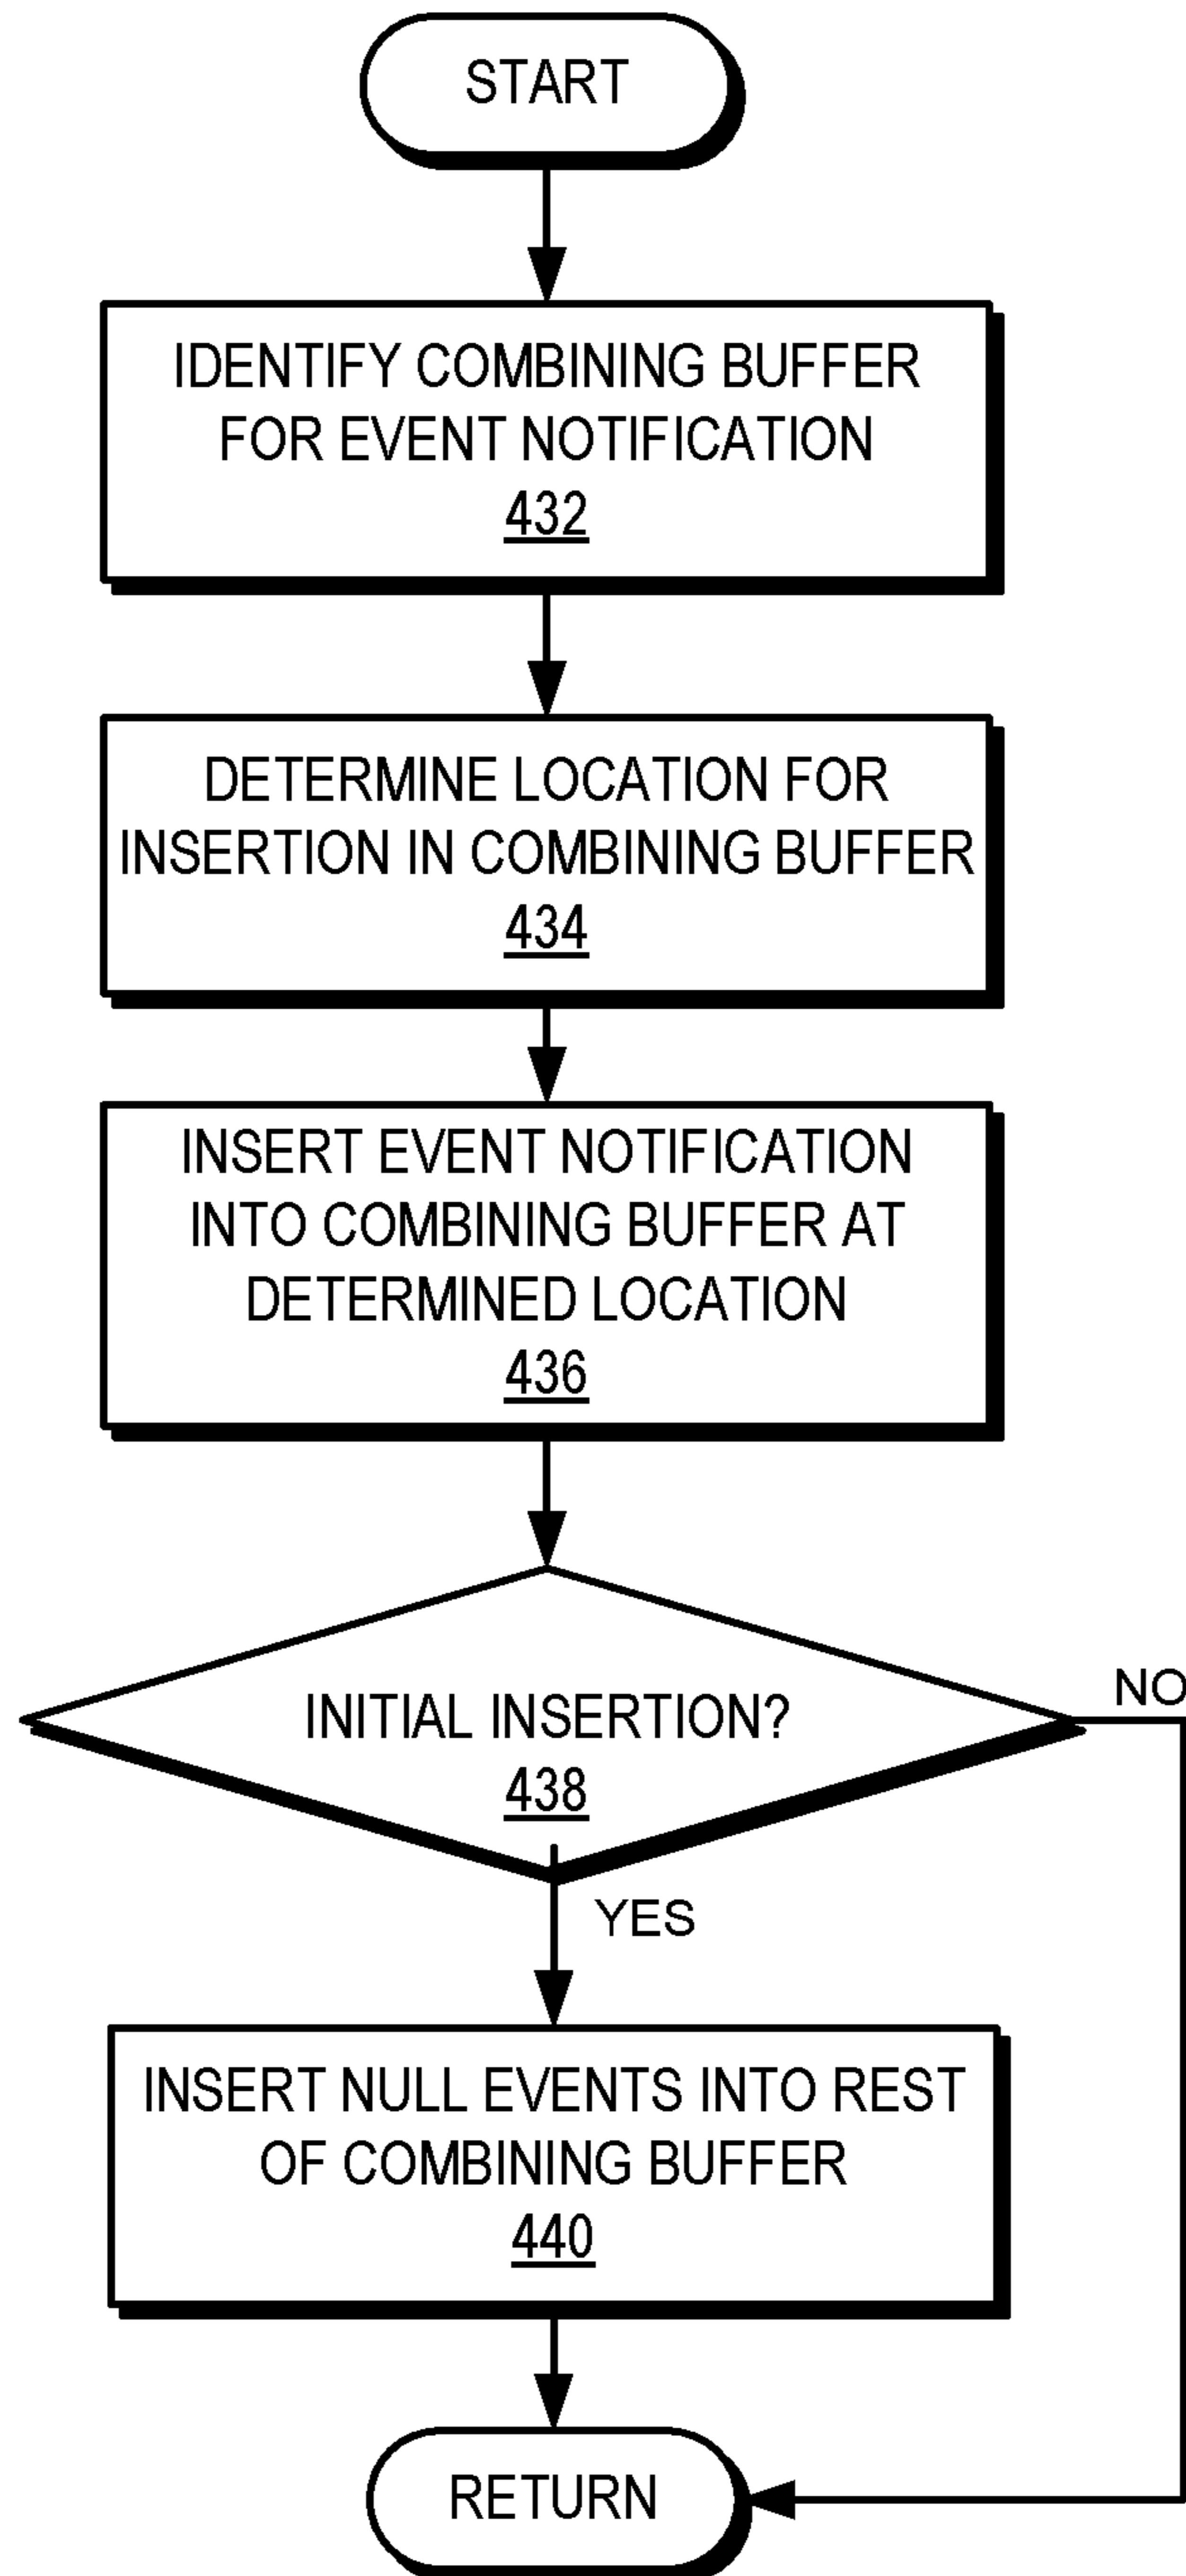 START
IDENTIFY COMBINING BUFFER
FOR EVENT NOTIFICATION
432
DETERMINE LOCATION FOR
INSERTION IN COMBINING BUFFER
434
INSERT EVENT NOTIFICATION
INTO COMBINING BUFFER AT
DETERMINED LOCATION
436
INITIAL INSERTION?
438
NO
YES
INSERT NULL EVENTS INTO REST
OF COMBINING BUFFER
440
RETURN